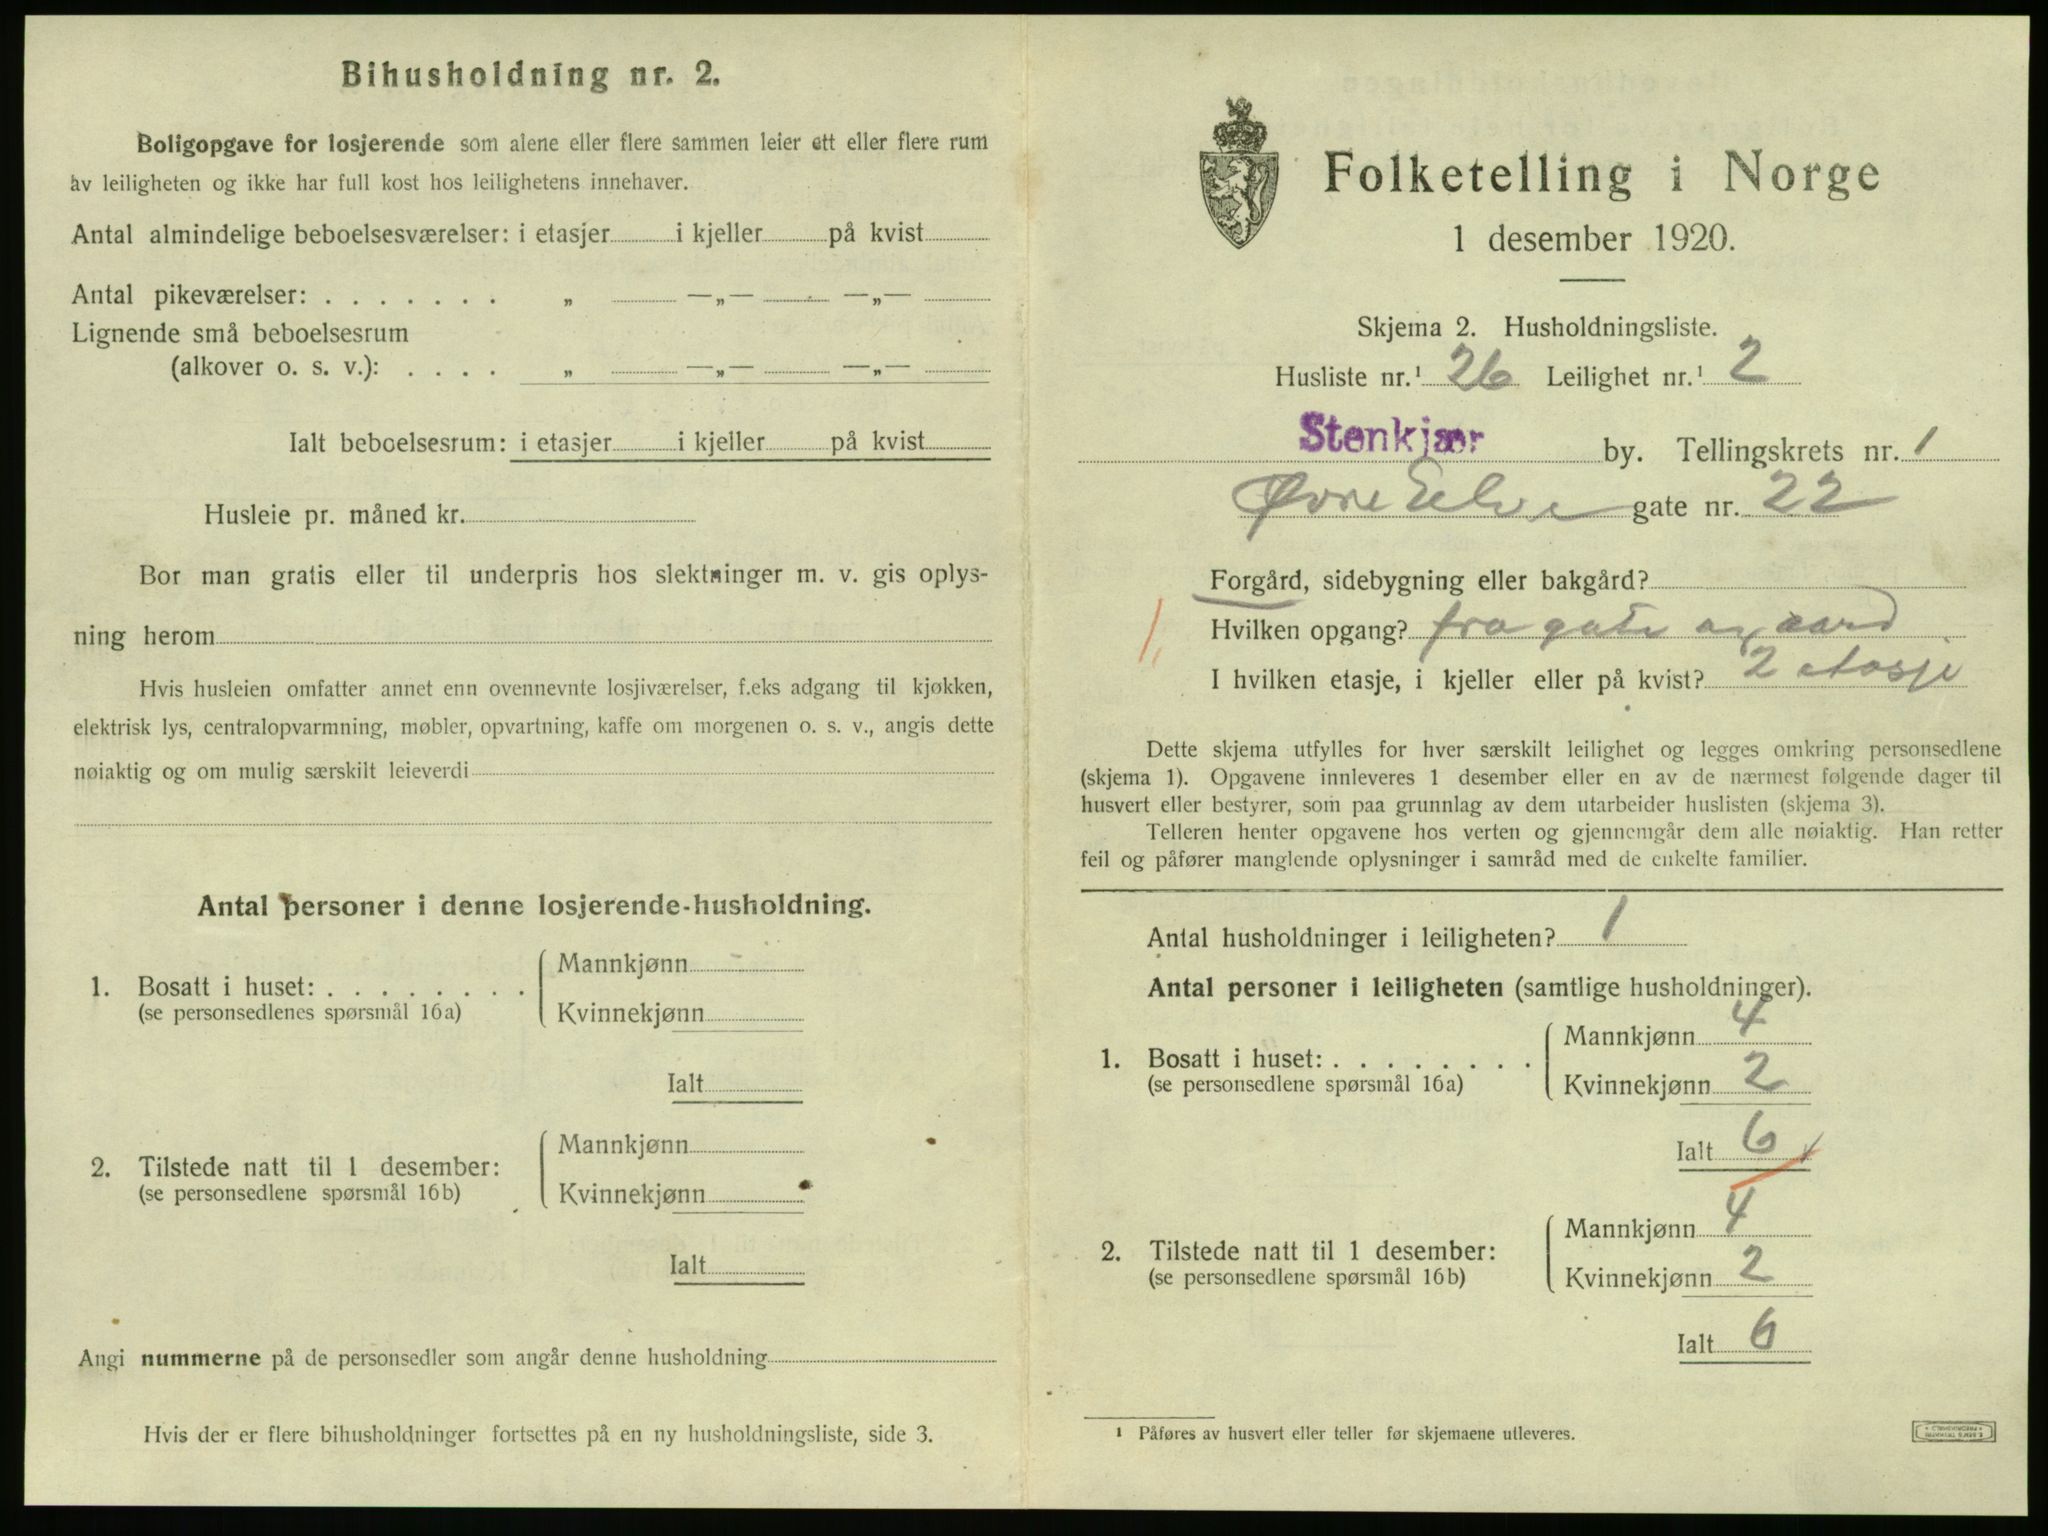 Bihusholdning nr. 2.
Boligopgave for losjerende som alene eller flere sammen leier ett eller flere rum
av leiligheten og ikke har full kost hos leilighetens innehaver.
Antal almindelige beboelsesværelser: i etasjer i kjeller på kvist
Antal pikeværelser: . . . . . . . „ —„— —„—
Lignende små beboelsesrum
(alkover o. s. v.): . . . . „ —„— —„—
Ialt beboelsesrum: i etasjer i kjeller på kvist
Husleie pr. måned kr.
Bor man gratis eller til underpris hos slektninger m. v. gis oplys-
ning herom
Hvis husleien omfatter annet enn ovennevnte losjiværelser, f.eks adgang til kjøkken,
elektrisk lys, centralopvarmning, møbler, opvartning, kaffe om morgenen o. s. v., angis dette
nøiaktig og om mulig særskilt leieverdi
Antal personer i denne losjerende-husholdning.
1. Bosatt i huset: . . . . . . . .
(se personsedlenes spørsmål 16a)
Mannkjønn
Kvinnekjønn
Ialt
2. Tilstede natt til 1 desember:
(se personsedlene spørsmål 16b)
Mannkjønn
Kvinnekjønn
Ialt
Angi nummerne på de personsedler som angår denne husholdning
Hvis der er flere bihusholdninger fortsettes på en ny husholdningsliste, side 3.
Folketelling i Norge
1 desember 1920.
Skjema 2. Husholdningsliste.
Husliste nr.¹ 26 Leilighet nr.¹ 2
Stenkjær by. Tellingskrets nr. 1
Øvre Elve gate nr. 22
Forgård, sidebygning eller bakgård?
Hvilken opgang? fra gate og gaard
I hvilken etasje, i kjeller eller på kvist? 2 etasje
Dette skjema utfylles for hver særskilt leilighet og legges omkring personsedlene
(skjema 1). Opgavene innleveres 1 desember eller en av de nærmest følgende dager til
husvert eller bestyrer, som paa grunnlag av dem utarbeider huslisten (skjema 3).
Telleren henter opgavene hos verten og gjennemgår dem alle nøiaktig. Han retter
feil og påfører manglende oplysninger i samråd med de enkelte familier.
Antal husholdninger i leiligheten? 1
Antal personer i leiligheten (samtlige husholdninger).
1. Bosatt i huset: . . . . . . . .
(se personsedlene spørsmål 16a)
Mannkjønn 4
Kvinnekjønn 2
Ialt 6
2. Tilstede natt til 1 desember:
(se personsedlene spørsmål 16b)
Mannkjønn 4
Kvinnekjønn 2
Ialt 6
¹ Påføres av husvert eller teller før skjemaene utleveres.